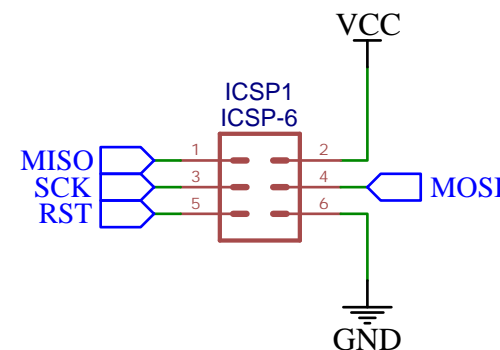 VCC
ICSP1
ICSP-6
MISO 1 2
SCK 3 4 MOSI
RST 5 6
GND